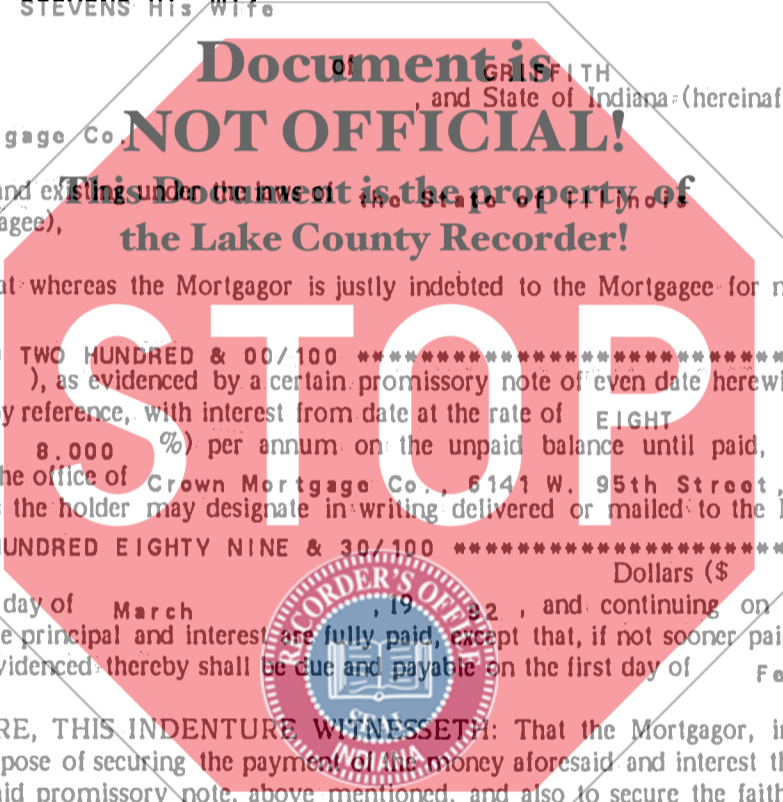 STEVENS His Wife
Document is
of GRIFFITH
, and State of Indiana (hereinaf
gage Co.
NOT OFFICIAL!
and existing under the laws of the State of Illinois
This Document is the property of
agee),
the Lake County Recorder!
at whereas the Mortgagor is justly indebted to the Mortgagee for
STOP
TWO HUNDRED & 00/100 ****************************
), as evidenced by a certain promissory note of even date herewi
y reference, with interest from date at the rate of EIGHT
8.000 %) per annum on the unpaid balance until paid,
he office of Crown Mortgage Co., 6141 W. 95th Street,
the holder may designate in writing delivered or mailed to the
HUNDRED EIGHTY NINE & 30/100 **********************
Dollars ($
day of March , 19 92 , and continuing on
e principal and interest are fully paid, except that, if not sooner pai
videnced thereby shall be due and payable on the first day of Fe
RECORDER'S OFFICE
SEAL
INDIANA
RE, THIS INDENTURE WITNESSETH: That the Mortgagor, i
pose of securing the payment of the money aforesaid and interest th
aid promissory note, above mentioned, and also to secure the faith